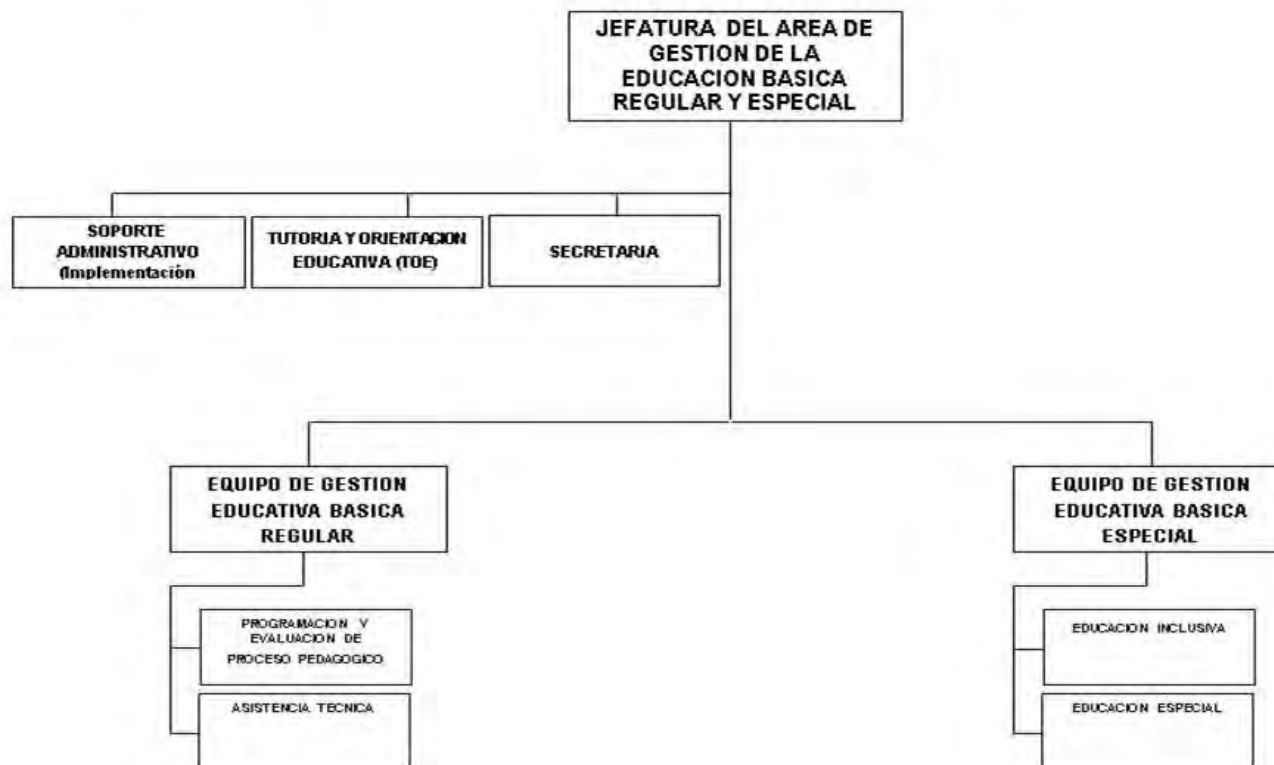 JEFATURA DEL AREA DE
GESTION DE LA
EDUCACION BASICA
REGULAR Y ESPECIAL
SOPORTE
ADMINISTRATIVO
(Implementación
TUTORIA Y ORIENTACION
EDUCATIVA (TOE)
SECRETARIA
EQUIPO DE GESTION
EDUCATIVA BASICA
REGULAR
PROGRAMACION Y
EVALUACION DE
PROCESO PEDAGOGICO
ASISTENCIA TECNICA
EQUIPO DE GESTION
EDUCATIVA BASICA
ESPECIAL
EDUCACION INCLUSIVA
EDUCACION ESPECIAL